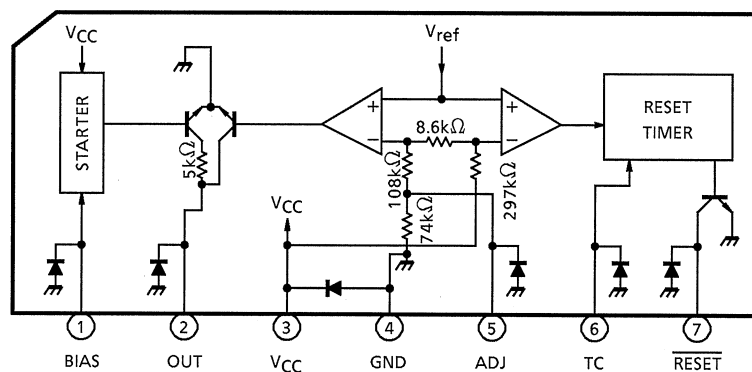 VCC
Vref
STARTER
5kΩ
8.6kΩ
108kΩ
74kΩ
297kΩ
RESET
TIMER
VCC
1
2
3
4
5
6
7
BIAS
OUT
VCC
GND
ADJ
TC
RESET